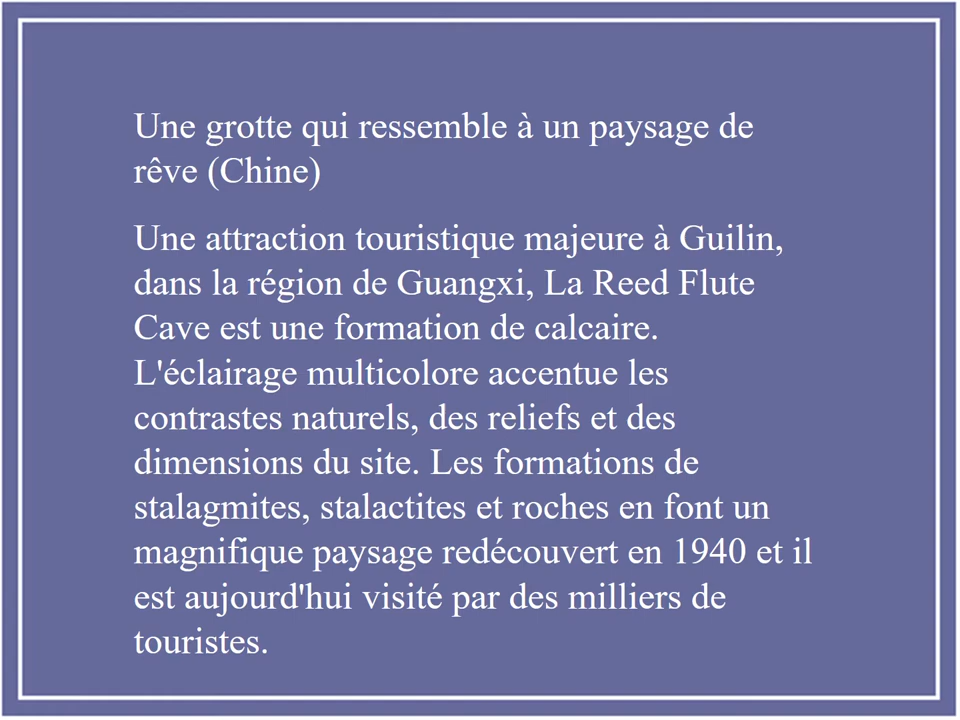 Une grotte qui ressemble à un paysage de
rêve (Chine)
Une attraction touristique majeure à Guilin,
dans la région de Guangxi, La Reed Flute
Cave est une formation de calcaire.
L'éclairage multicolore accentue les
contrastes naturels, des reliefs et des
dimensions du site. Les formations de
stalagmites, stalactites et roches en font un
magnifique paysage redécouvert en 1940 et il
est aujourd'hui visité par des milliers de
touristes.